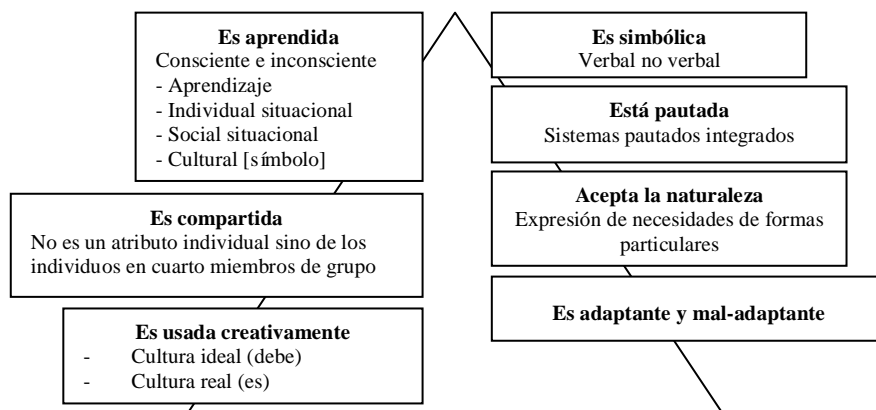 Es aprendida
Consciente e inconsciente
- Aprendizaje
- Individual situacional
- Social situacional
- Cultural [símbolo]
Es compartida
No es un atributo individual sino de los
individuos en cuarto miembros de grupo
Es usada creativamente
- Cultura ideal (debe)
- Cultura real (es)
Es simbólica
Verbal no verbal
Está pautada
Sistemas pautados integrados
Acepta la naturaleza
Expresión de necesidades de formas
particulares
Es adaptante y mal-adaptante